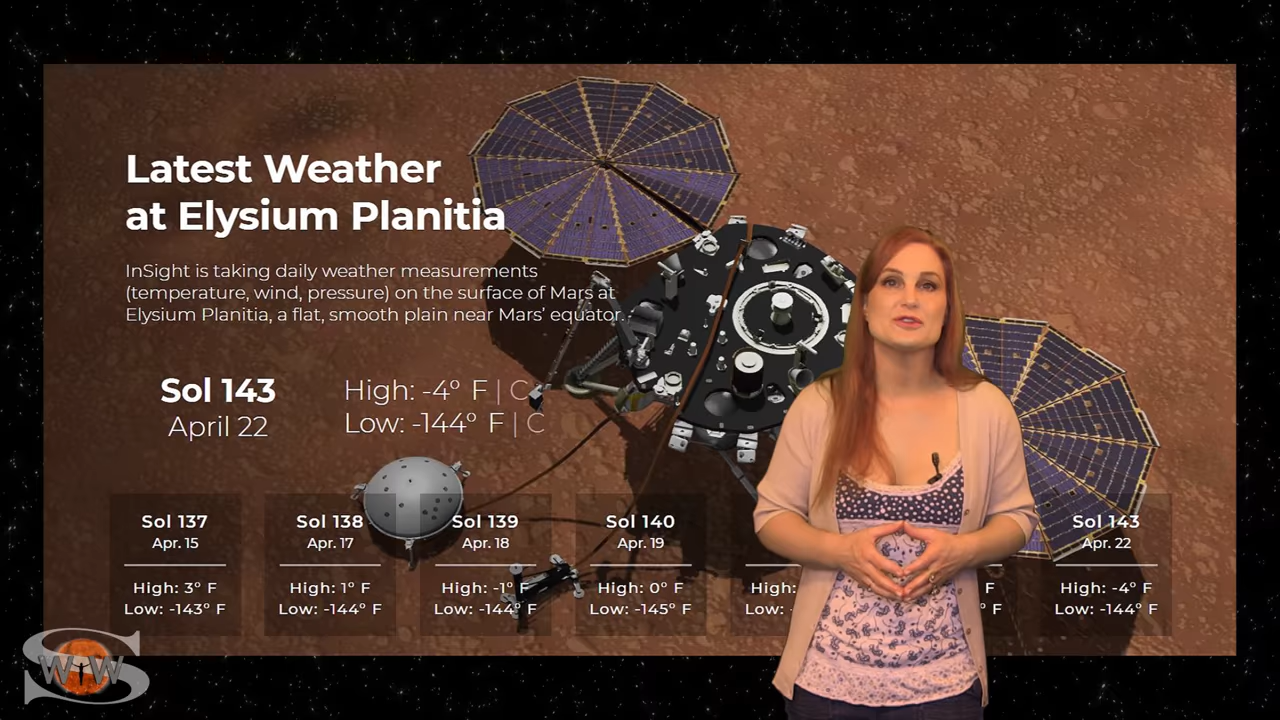 Latest Weather
at Elysium Planitia
InSight is taking daily weather measurements
(temperature, wind, pressure) on the surface of Mars at
Elysium Planitia, a flat, smooth plain near Mars' equator.
Sol 143
April 22
High: -4° F | C
Low: -144° F | C
Sol 137
Apr. 15
High: 3° F
Low: -143° F
Sol 138
Apr. 17
High: 1° F
Low: -144° F
Sol 139
Apr. 18
High: -1° F
Low: -144° F
Sol 140
Apr. 19
High: 0° F
Low: -145° F
High:
Low: -
F
° F
Sol 143
Apr. 22
High: -4° F
Low: -144° F
S
WTW